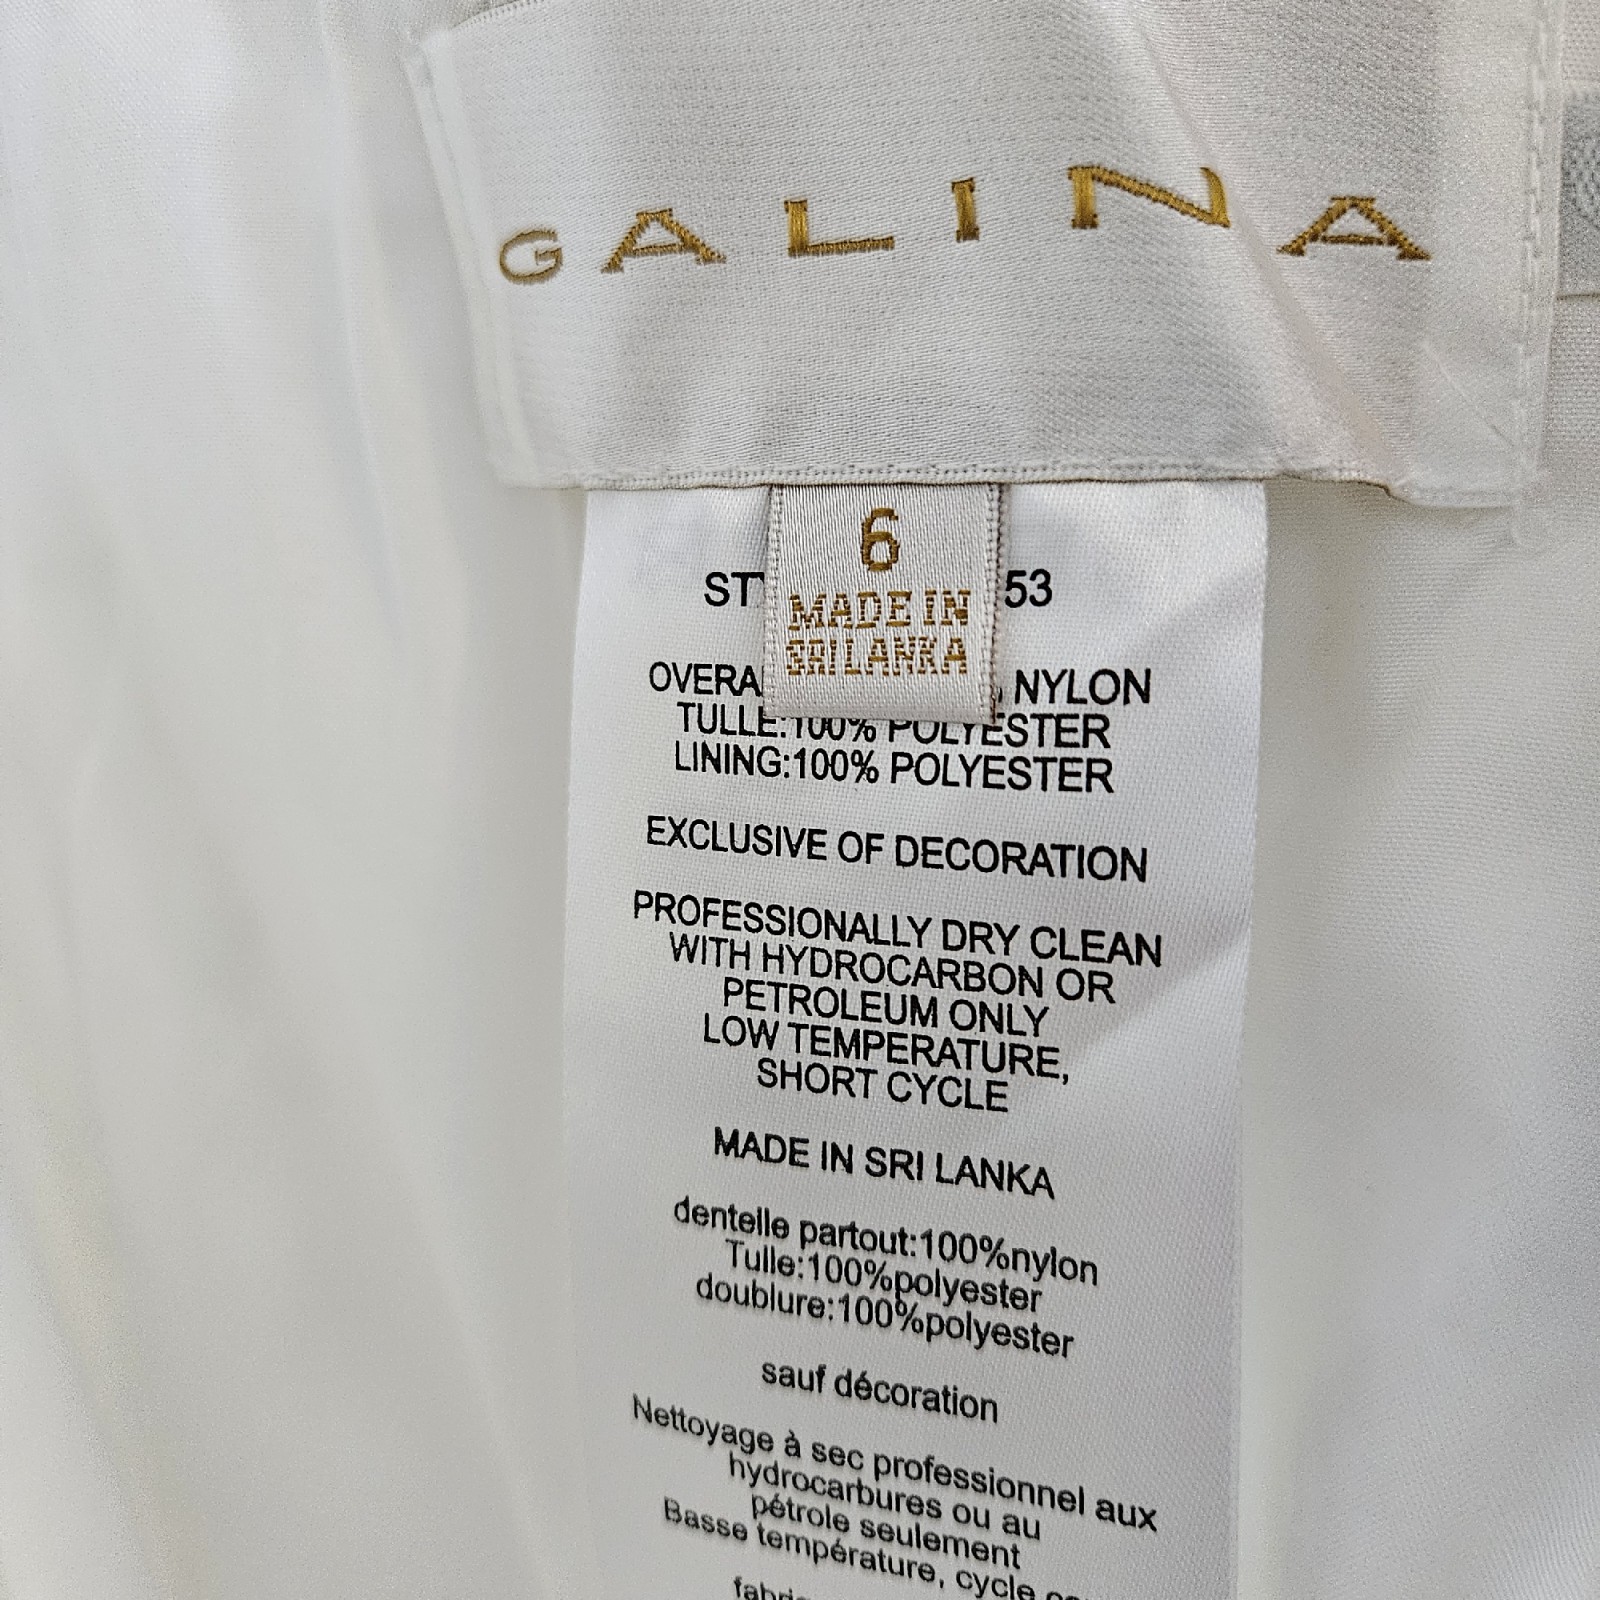 GALINA
6
MADE IN
SRI LANKA
53
NYLON
TULLE:100% POLYESTER
LINING:100% POLYESTER
EXCLUSIVE OF DECORATION
PROFESSIONALLY DRY CLEAN
WITH HYDROCARBON OR
PETROLEUM ONLY
LOW TEMPERATURE,
SHORT CYCLE
MADE IN SRI LANKA
dentelle partout:100%nylon
Tulle:100%polyester
doublure:100%polyester
sauf décoration
Nettoyage à sec professionnel aux
hydrocarbures ou au
pétrole seulement
Basse température, cycle